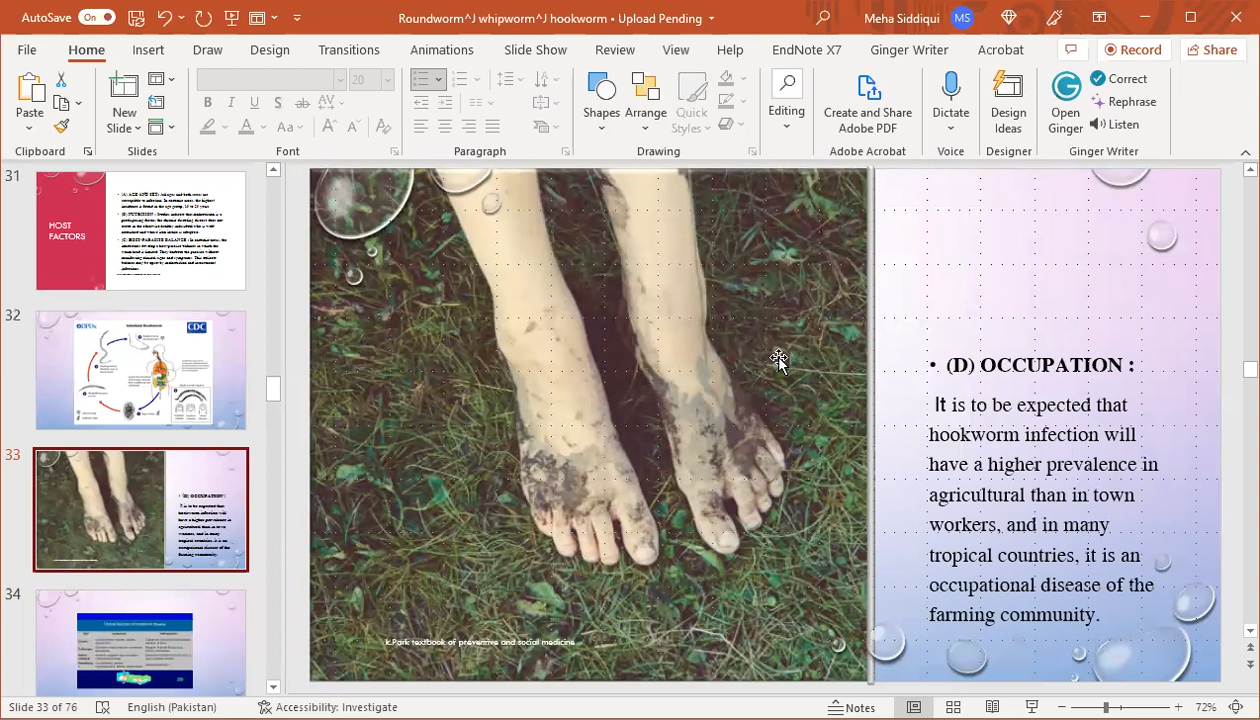 AutoSave
On
Roundworm^J whipworm^J hookworm • Upload Pending
Meha Siddiqui
MS
File
Home
Insert
Draw
Design
Transitions
Animations
Slide Show
Review
View
Help
EndNote X7
Ginger Writer
Acrobat
Record
Share
Paste
New
Slide
20
Shapes
Arrange
Quick
Styles
Editing
Create and Share
Adobe PDF
Dictate
Design
Ideas
Open
Ginger
Correct
Rephrase
Listen
Clipboard
Slides
Font
Paragraph
Drawing
Adobe Acrobat
Voice
Designer
Ginger Writer
31
HOST
FACTORS
32
CDC
33
34
• (D) OCCUPATION :
It is to be expected that
hookworm infection will
have a higher prevalence in
agricultural than in town
workers, and in many
tropical countries, it is an
occupational disease of the
farming community.
k.Park textbook of preventive and social medicine
Slide 33 of 76
English (Pakistan)
Accessibility: Investigate
Notes
72%